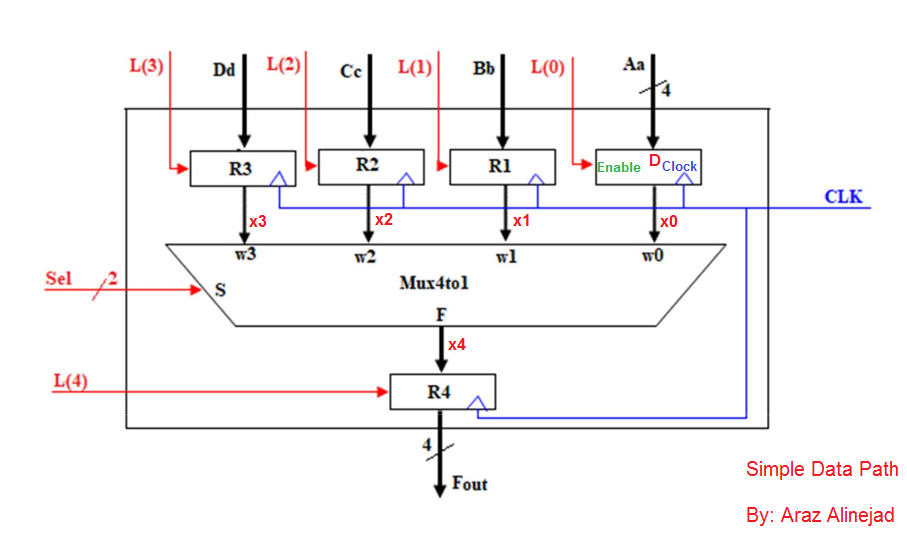 L(3) Dd L(2) Cc L(1) Bb L(0) Aa
4
R3 R2 R1 Enable D Clock
CLK
x3 x2 x1 x0
w3 w2 w1 w0
Sel 2 S Mux4to1
F
x4
L(4) R4
4
Fout
Simple Data Path
By: Araz Alinejad